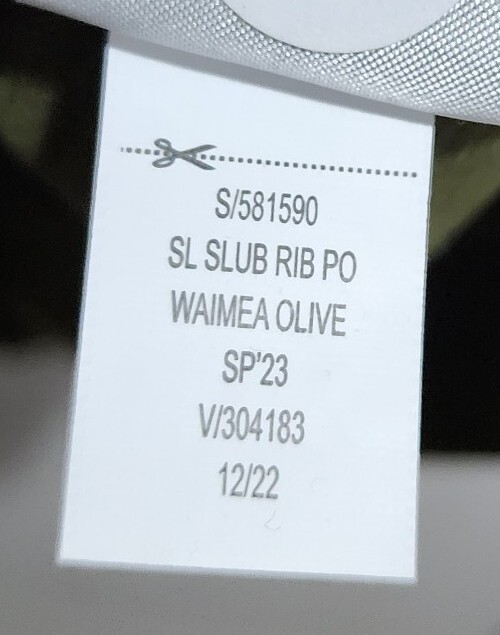 S/581590
SL SLUB RIB PO
WAIMEA OLIVE
SP'23
V/304183
12/22